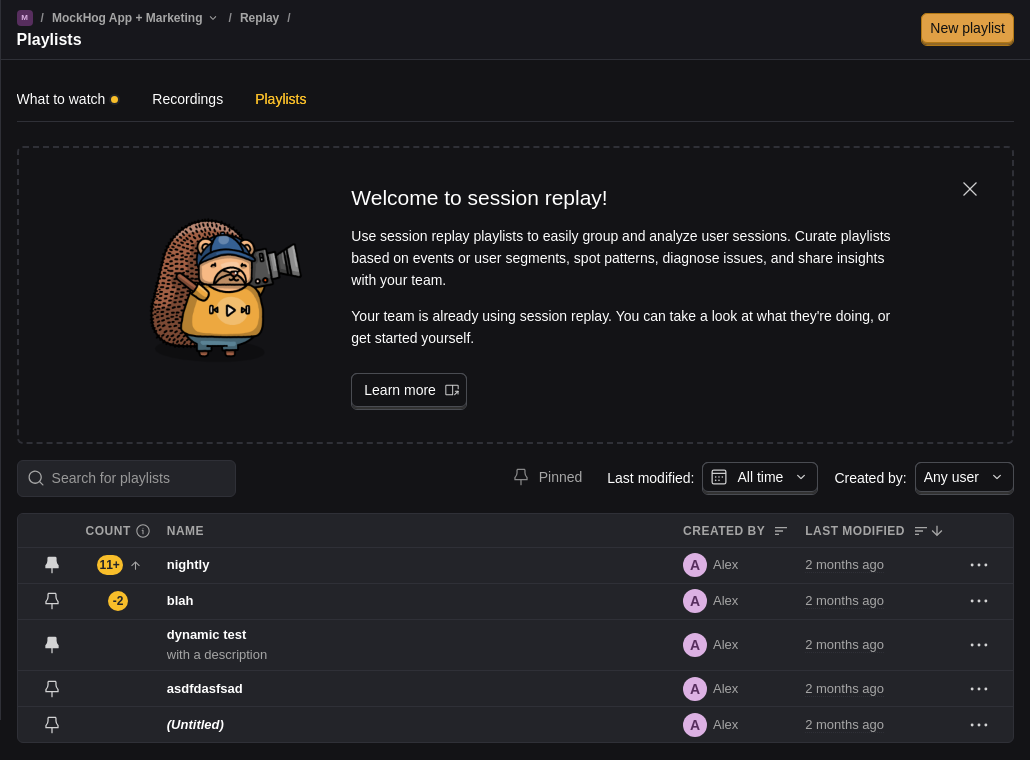 M / MockHog App + Marketing / Replay /
Playlists
New playlist
What to watch Recordings Playlists
Welcome to session replay!
Use session replay playlists to easily group and analyze user sessions. Curate playlists
based on events or user segments, spot patterns, diagnose issues, and share insights
with your team.
Your team is already using session replay. You can take a look at what they're doing, or
get started yourself.
Learn more
Search for playlists Pinned Last modified: All time Created by: Any user
COUNT NAME CREATED BY LAST MODIFIED
11+ nightly A Alex 2 months ago
-2 blah A Alex 2 months ago
dynamic test A Alex 2 months ago
with a description
asdfdasfsad A Alex 2 months ago
(Untitled) A Alex 2 months ago